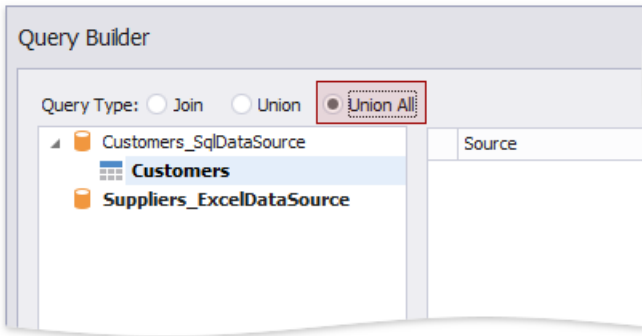 Query Builder
Query Type: Join Union Union All
Customers_SqlDataSource Source
Customers
Suppliers_ExcelDataSource